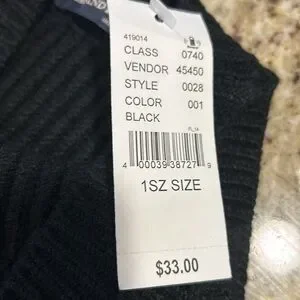 419014
CLASS 0740
VENDOR 45450
STYLE 0028
COLOR 001
BLACK
4 00039 38727 9
1SZ SIZE
$33.00